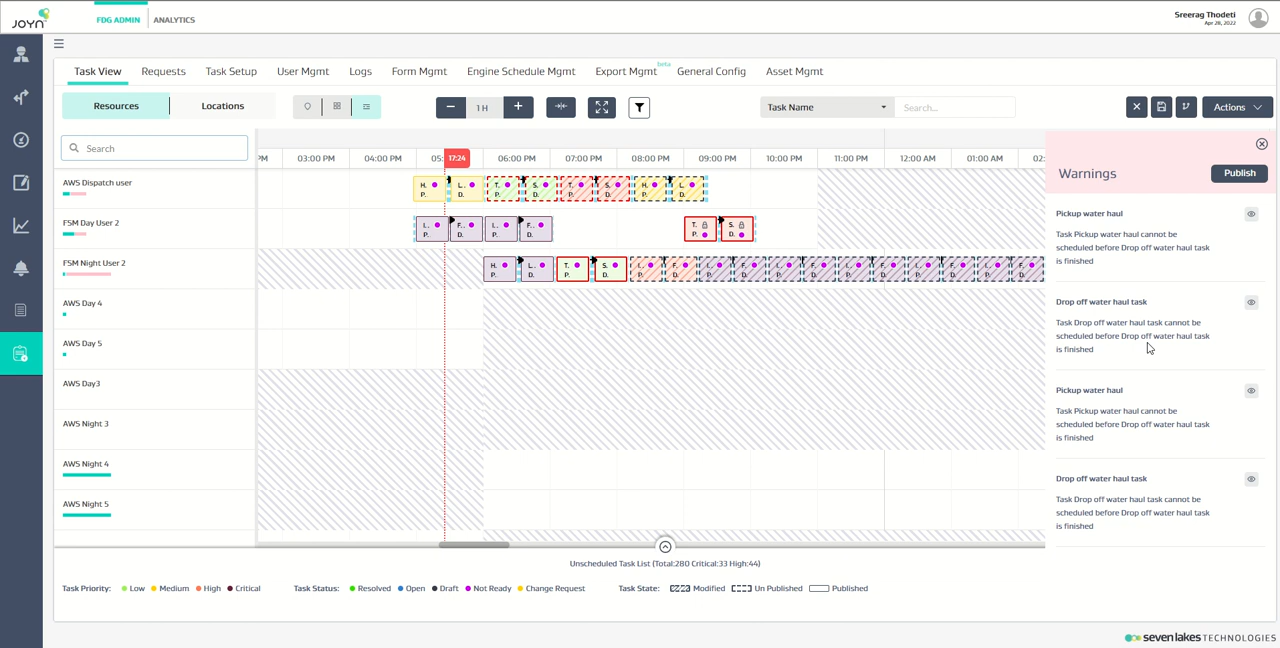 JOYN
FDG ADMIN
ANALYTICS
Sreerag Thodeti
Apr 28, 2022
Task View
Requests
Task Setup
User Mgmt
Logs
Form Mgmt
Engine Schedule Mgmt
Export Mgmt
beta
General Config
Asset Mgmt
Resources
Locations
1 H
Task Name
Search...
Actions
Search
PM
03:00 PM
04:00 PM
05:
17:24
06:00 PM
07:00 PM
08:00 PM
09:00 PM
10:00 PM
11:00 PM
12:00 AM
01:00 AM
02:
Warnings
Publish
AWS Dispatch user
H.. L.. T.. S.. T.. S.. H.. L..
P. D. P. D. P. D. P. D.
FSM Day User 2
L.. F.. L.. F.. T.. S..
P. D. P. D. P. D.
FSM Night User 2
H.. L.. T.. S.. L.. F.. L.. F.. L.. F.. L.. F.. L.. F.. L.. F..
P. D. P. D. P. D. P. D. P. D. P. D. P. D. P. D.
AWS Day 4
AWS Day 5
AWS Day3
AWS Night 3
AWS Night 4
AWS Night 5
Pickup water haul
Task Pickup water haul cannot be
scheduled before Drop off water haul task
is finished
Drop off water haul task
Task Drop off water haul task cannot be
scheduled before Drop off water haul task
is finished
Pickup water haul
Task Pickup water haul cannot be
scheduled before Drop off water haul task
is finished
Drop off water haul task
Task Drop off water haul task cannot be
scheduled before Drop off water haul task
is finished
Unscheduled Task List (Total:280 Critical:33 High:44)
Task Priority: Low Medium High Critical
Task Status: Resolved Open Draft Not Ready Change Request
Task State: Modified Un Published Published
sevenlakes TECHNOLOGIES